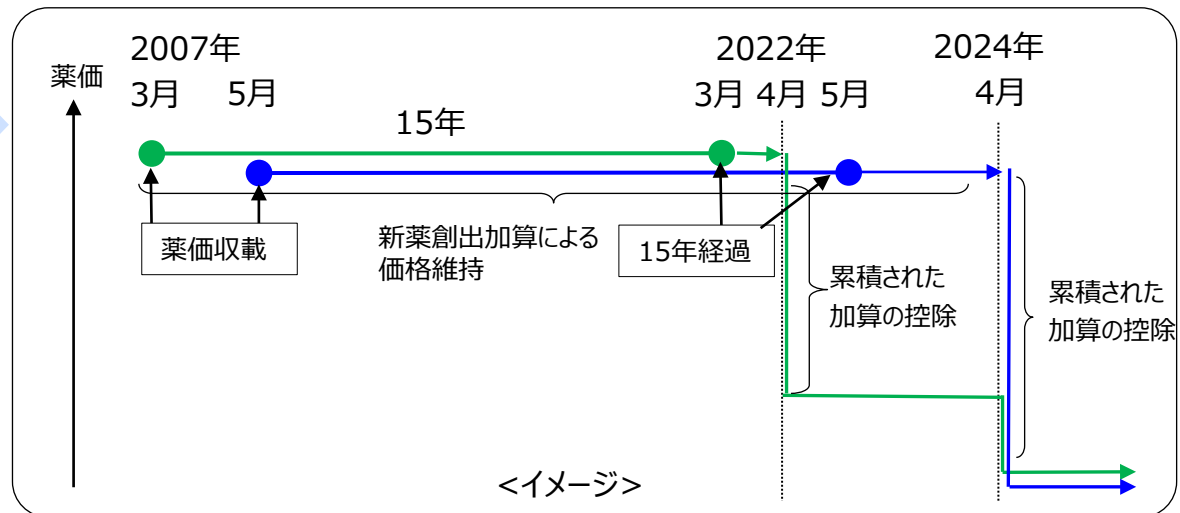 2007年
2022年
2024年
薬価
3月
5月
3月
4月
5月
4月
15年
薬価収載
新薬創出加算による
価格維持
15年経過
累積された
加算の控除
累積された
加算の控除
<イメージ>